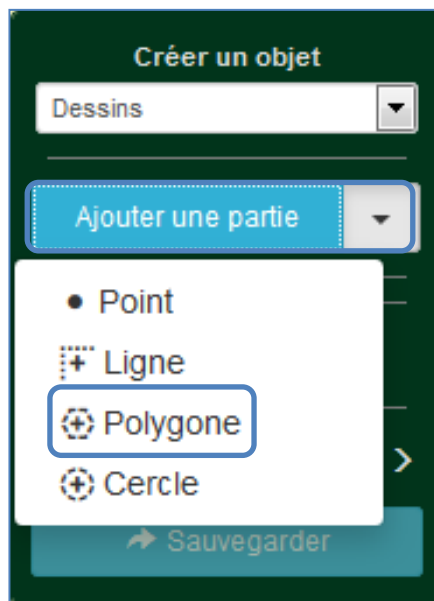 Créer un objet
Dessins
Ajouter une partie
Point
Ligne
Polygone
Cercle
Sauvegarder